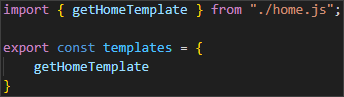 import { getHomeTemplate } from "./home.js";
export const templates = {
getHomeTemplate
}